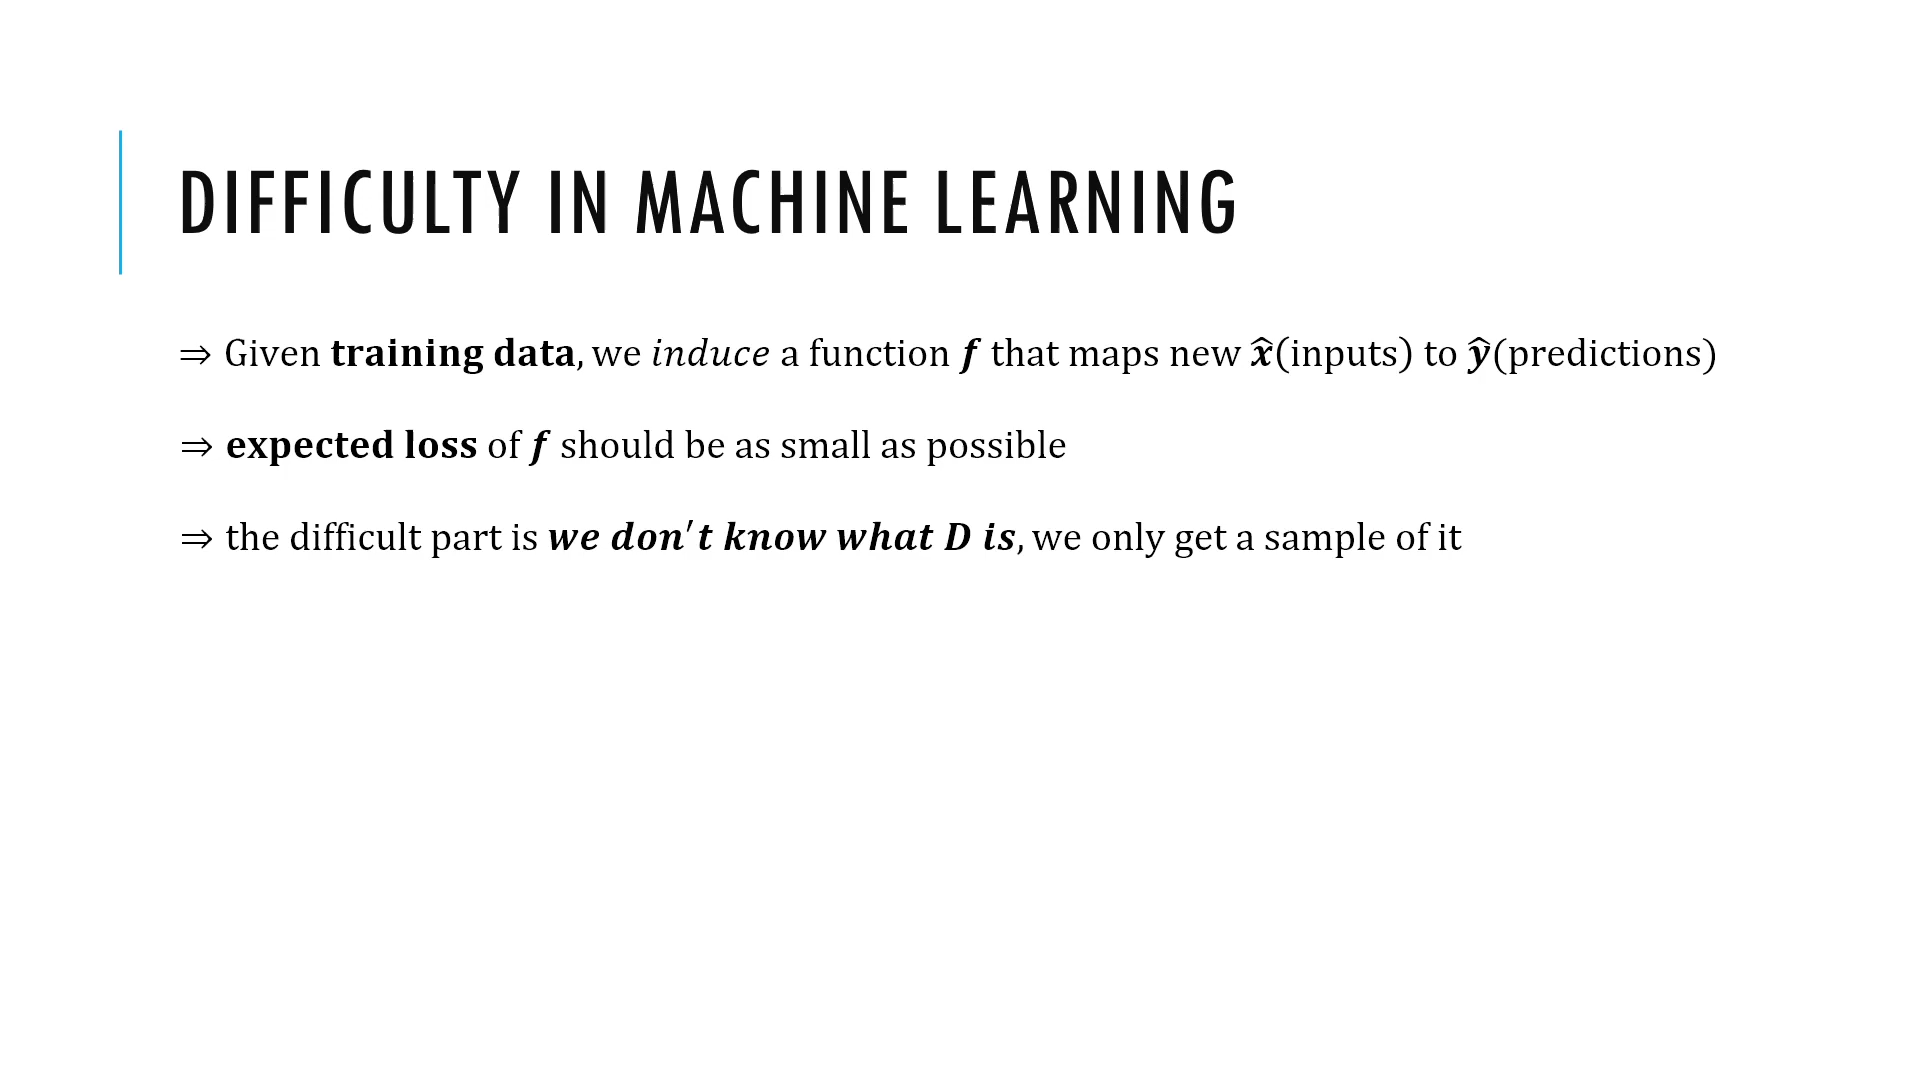 DIFFICULTY IN MACHINE LEARNING
⇒ Given training data, we induce a function f that maps new x̂(inputs) to ŷ(predictions)
⇒ expected loss of f should be as small as possible
⇒ the difficult part is we don′t know what D is, we only get a sample of it